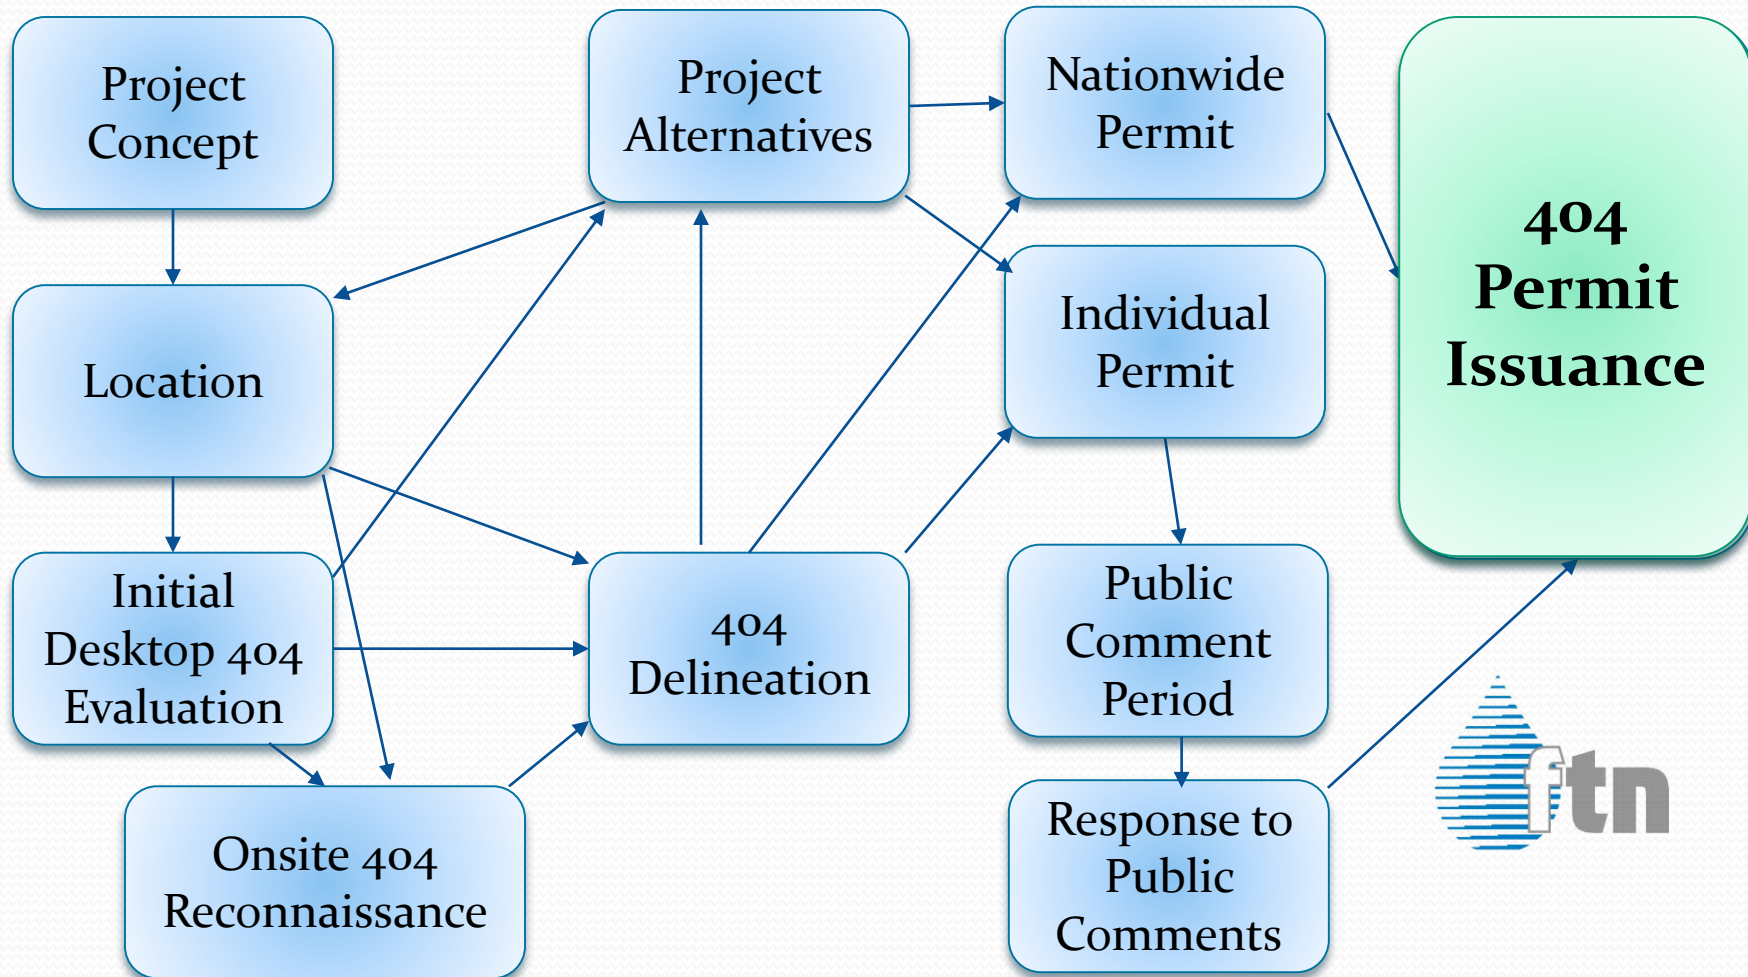 Project
Concept
Location
Initial
Desktop 404
Evaluation
Onsite 404
Reconnaissance
Project
Alternatives
404
Delineation
Nationwide
Permit
Individual
Permit
Public
Comment
Period
Response to
Public
Comments
404
Permit
Issuance
ftn